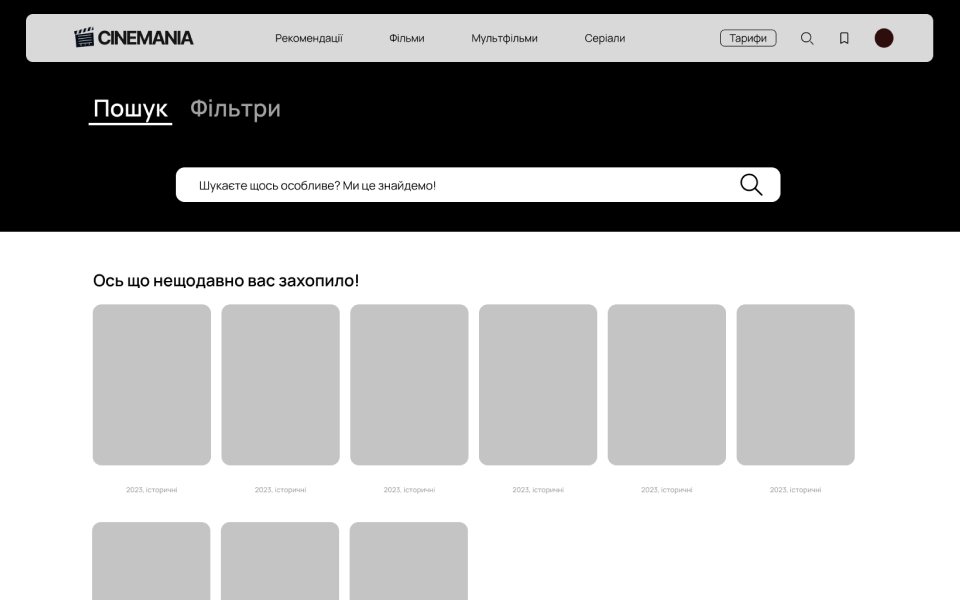 CINEMANIA
Рекомендації
Фільми
Мультфільми
Серіали
Тарифи
Пошук
Фільтри
Шукаєте щось особливе? Ми це знайдемо!
Ось що нещодавно вас захопило!
2023, історичні
2023, історичні
2023, історичні
2023, історичні
2023, історичні
2023, історичні